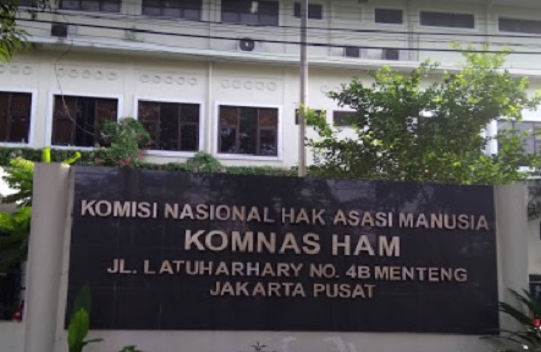 KOMISI NASIONAL HAK ASASI MANUSIA
KOMNAS HAM
JL. LATUHARHARY NO. 4B MENTENG
JAKARTA PUSAT